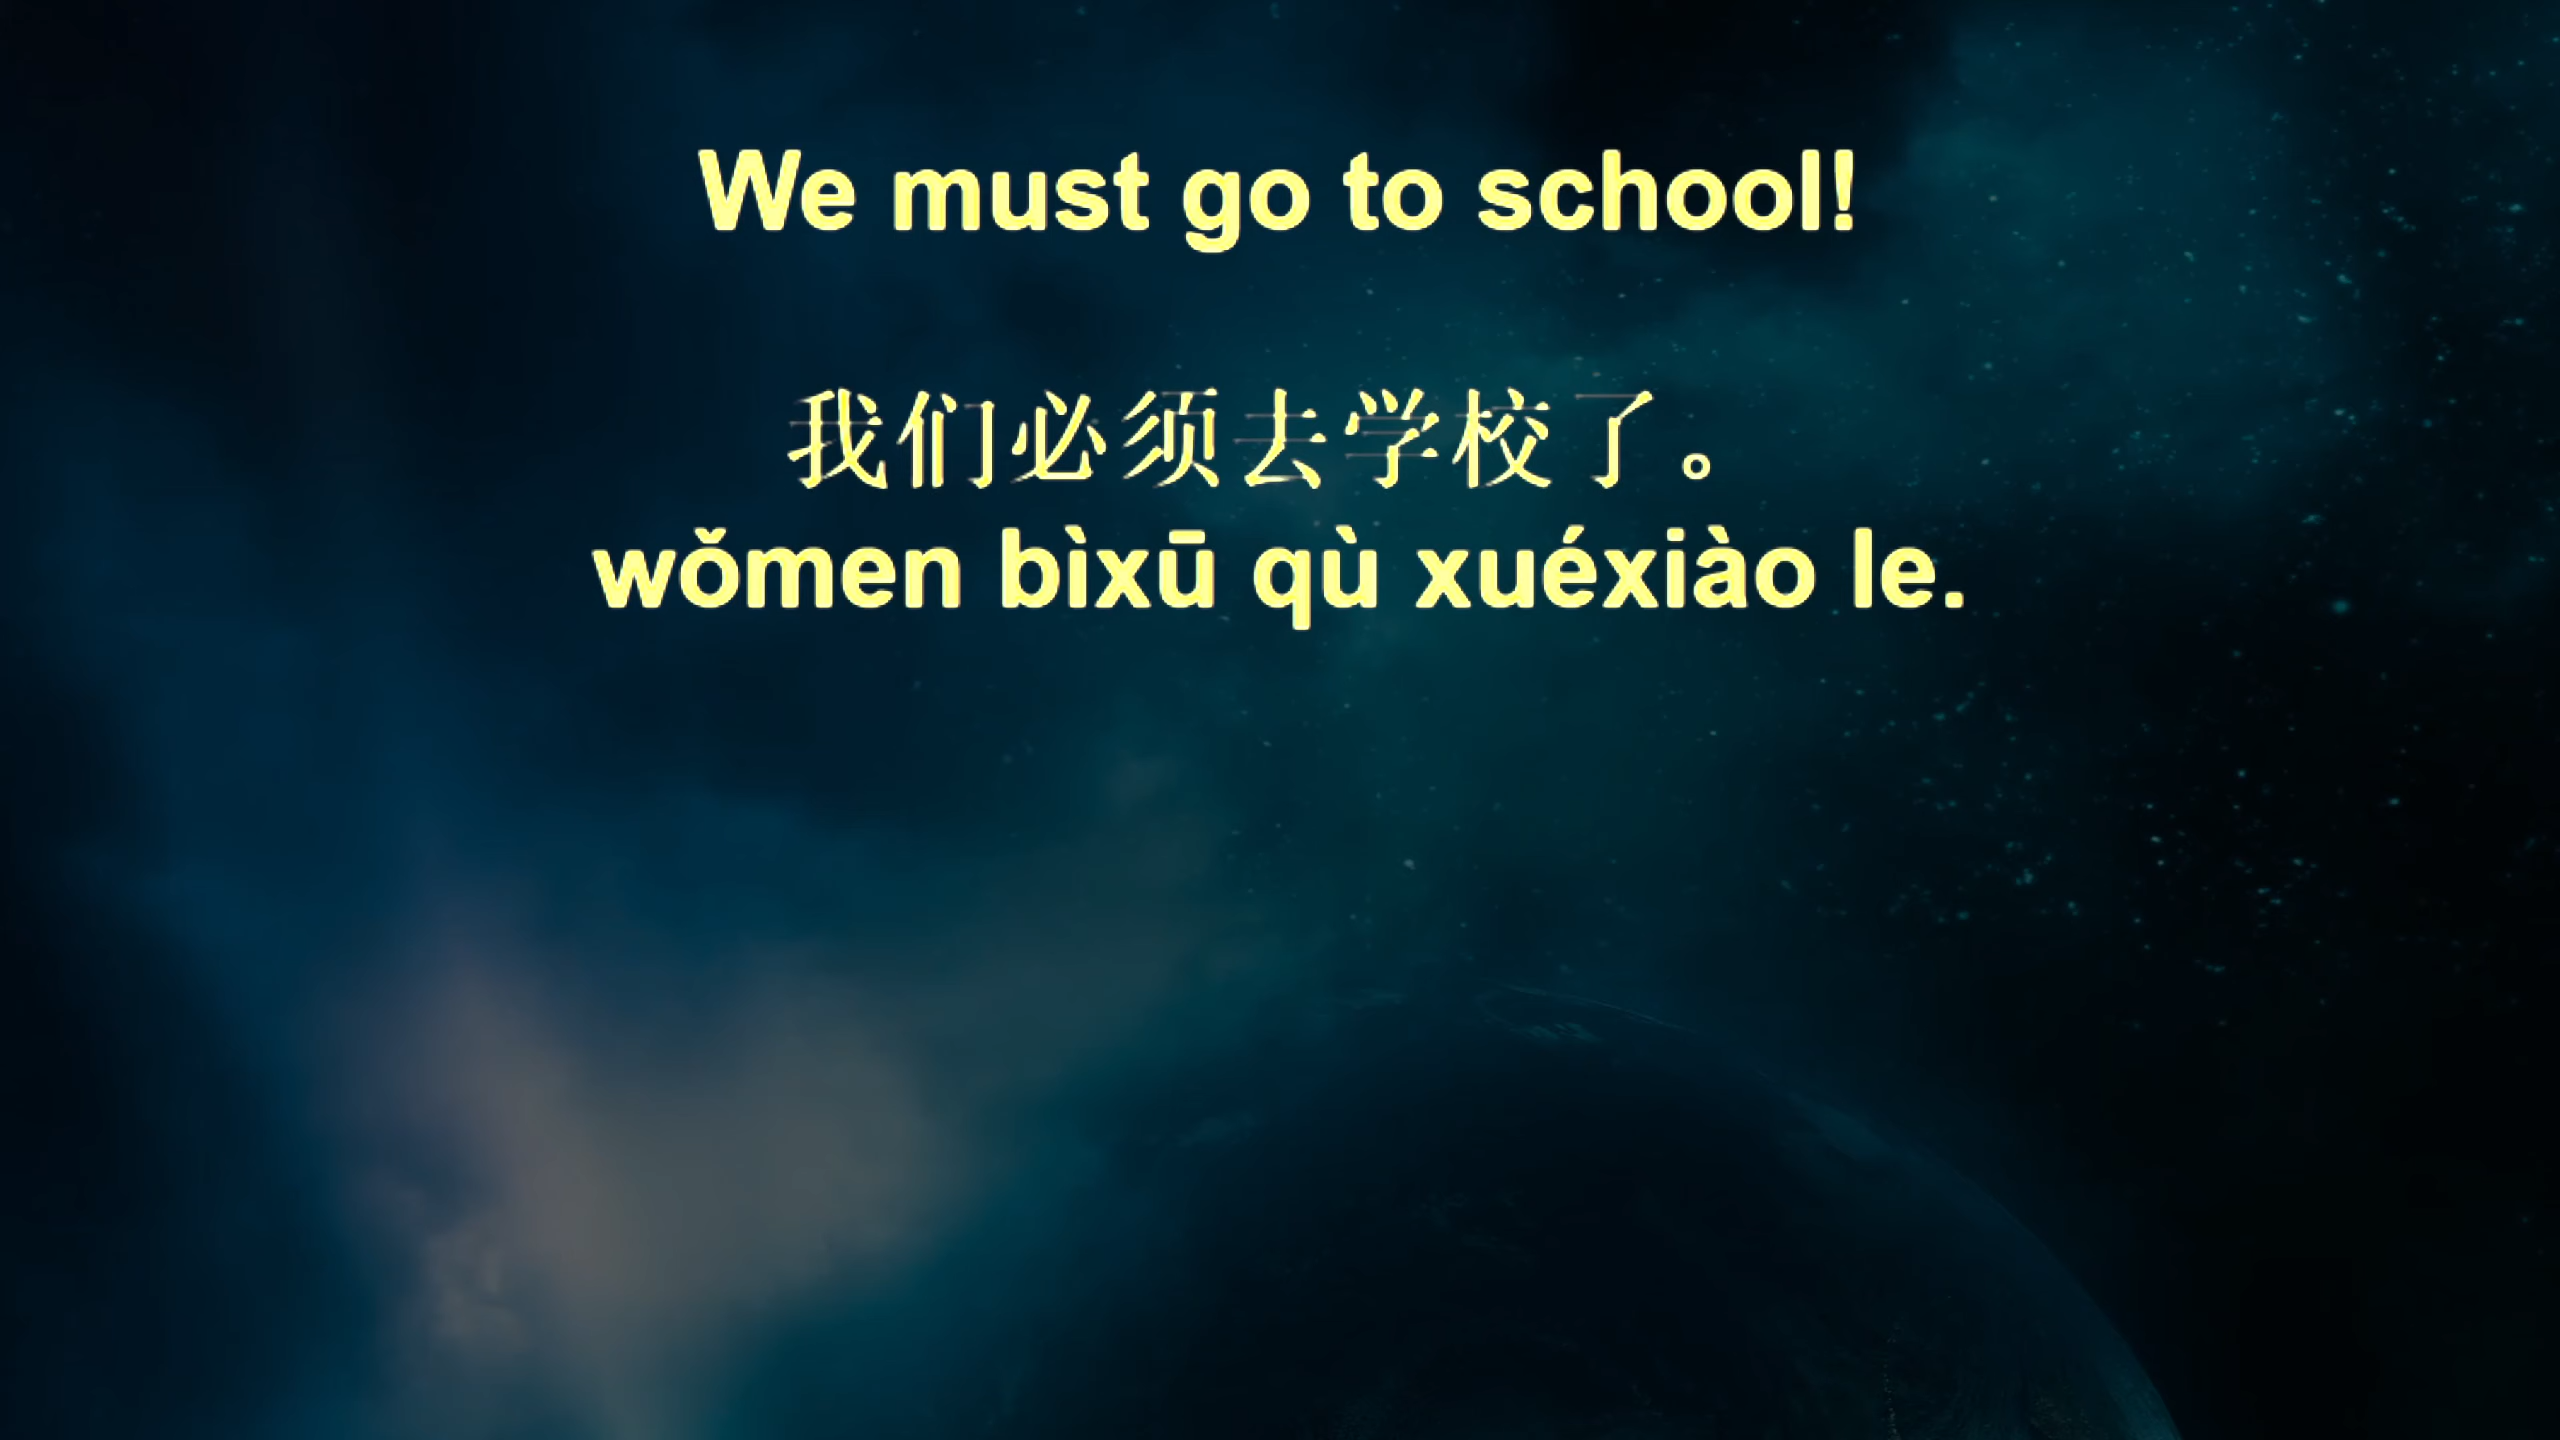 We must go to school!
我们必须去学校了。
wǒmen bìxū qù xuéxiào le.